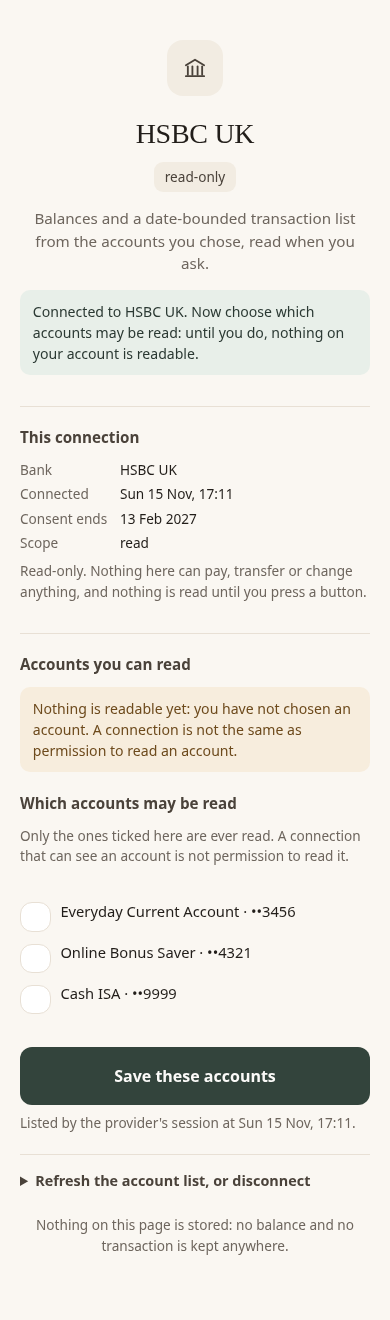 HSBC UK
read-only
Balances and a date-bounded transaction list
from the accounts you chose, read when you
ask.
Connected to HSBC UK. Now choose which
accounts may be read: until you do, nothing on
your account is readable.
This connection
Bank HSBC UK
Connected Sun 15 Nov, 17:11
Consent ends 13 Feb 2027
Scope read
Read-only. Nothing here can pay, transfer or change
anything, and nothing is read until you press a button.
Accounts you can read
Nothing is readable yet: you have not chosen an
account. A connection is not the same as
permission to read an account.
Which accounts may be read
Only the ones ticked here are ever read. A connection
that can see an account is not permission to read it.
Everyday Current Account · ••3456
Online Bonus Saver · ••4321
Cash ISA · ••9999
Save these accounts
Listed by the provider's session at Sun 15 Nov, 17:11.
Refresh the account list, or disconnect
Nothing on this page is stored: no balance and no
transaction is kept anywhere.